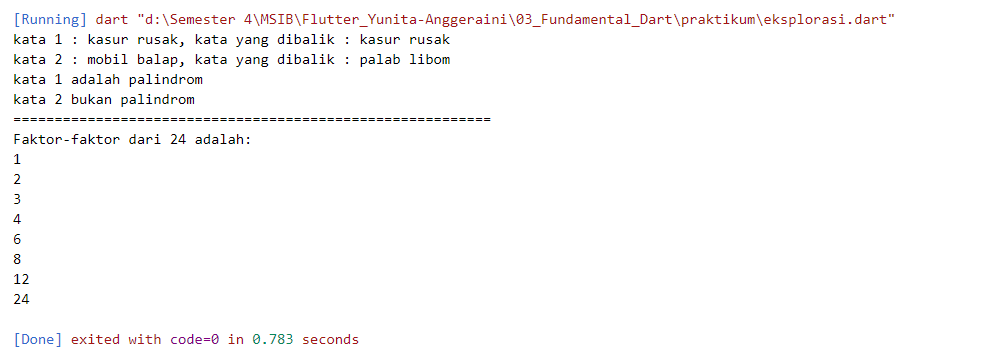 [Running] dart "d:\Semester 4\MSIB\Flutter_Yunita-Anggeraini\03_Fundamental_Dart\praktikum\eksplorasi.dart"
kata 1 : kasur rusak, kata yang dibalik : kasur rusak
kata 2 : mobil balap, kata yang dibalik : palab libom
kata 1 adalah palindrom
kata 2 bukan palindrom
==========================================================
Faktor-faktor dari 24 adalah:
1
2
3
4
6
8
12
24
[Done] exited with code=0 in 0.783 seconds